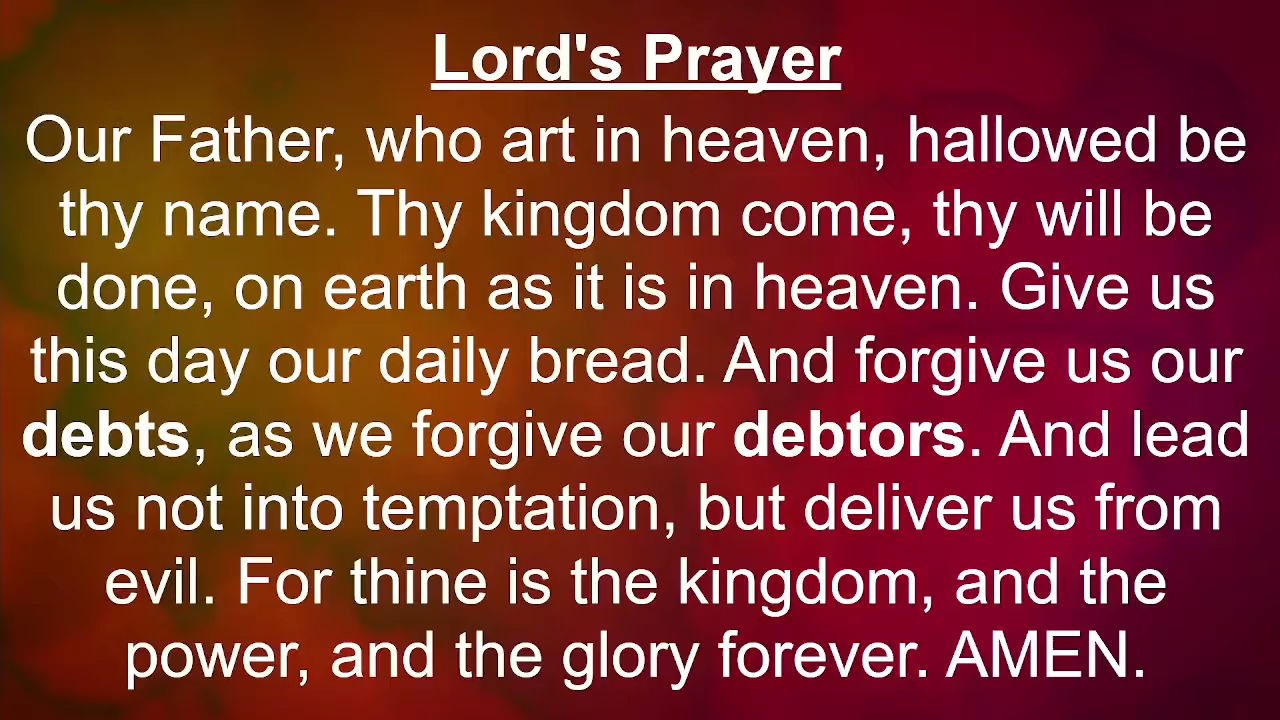 Lord's Prayer
Our Father, who art in heaven, hallowed be
thy name. Thy kingdom come, thy will be
done, on earth as it is in heaven. Give us
this day our daily bread. And forgive us our
debts, as we forgive our debtors. And lead
us not into temptation, but deliver us from
evil. For thine is the kingdom, and the
power, and the glory forever. AMEN.